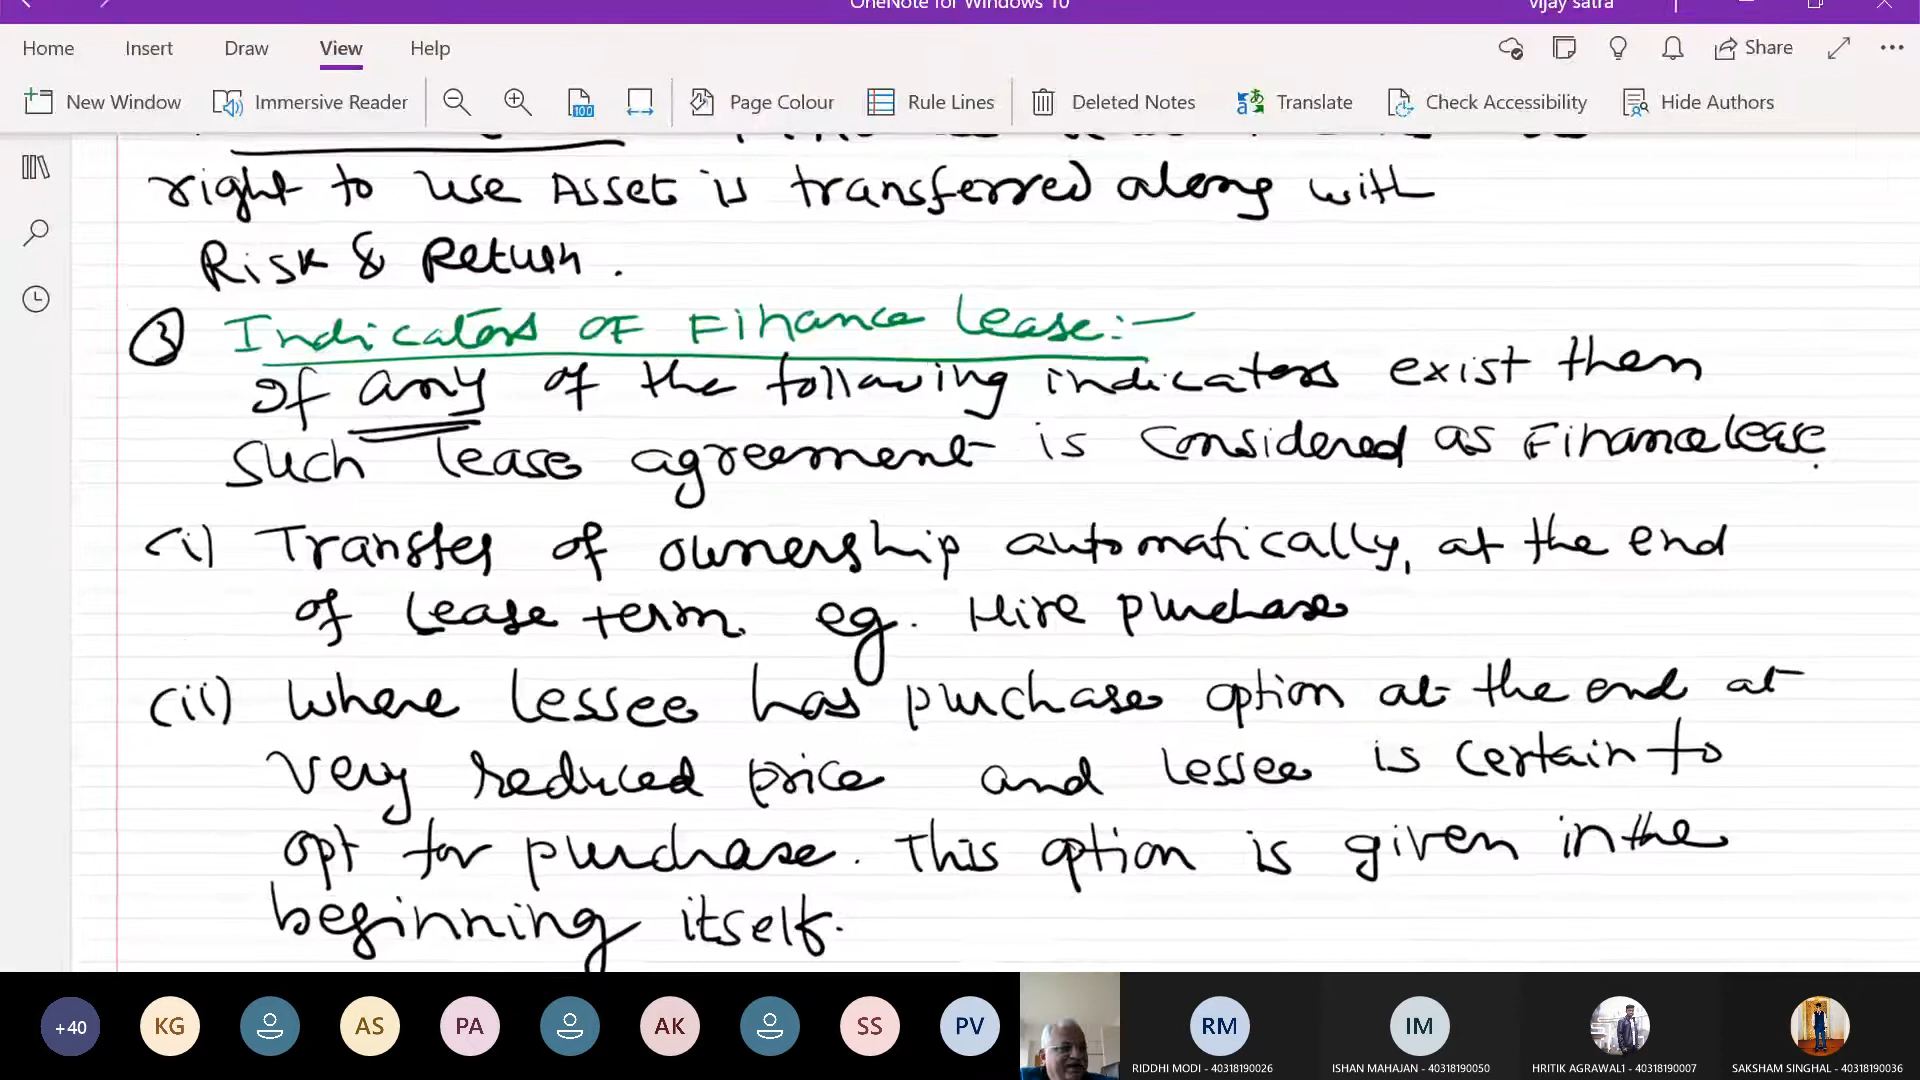 OneNote for Windows 10
vijay satra
Home Insert Draw View Help
Share
New Window Immersive Reader Page Colour Rule Lines Deleted Notes Translate Check Accessibility Hide Authors
right to use Asset is transferred along with
Risk & Return.
③ Indicators of Finance Lease:-
If any of the following indicators exist then
such lease agreement is considered as Finance lease.
(i) Transfer of ownership automatically, at the end
of Lease term. eg. Hire purchase
(ii) Where Lessee has purchase option at the end at
very reduced price and lessee is certain to
opt for purchase. This option is given in the
beginning itself.
+40 KG AS PA AK SS PV RM IM
RIDDHI MODI - 40318190026 ISHAN MAHAJAN - 40318190050 HRITIK AGRAWAL1 - 40318190007 SAKSHAM SINGHAL - 40318190036